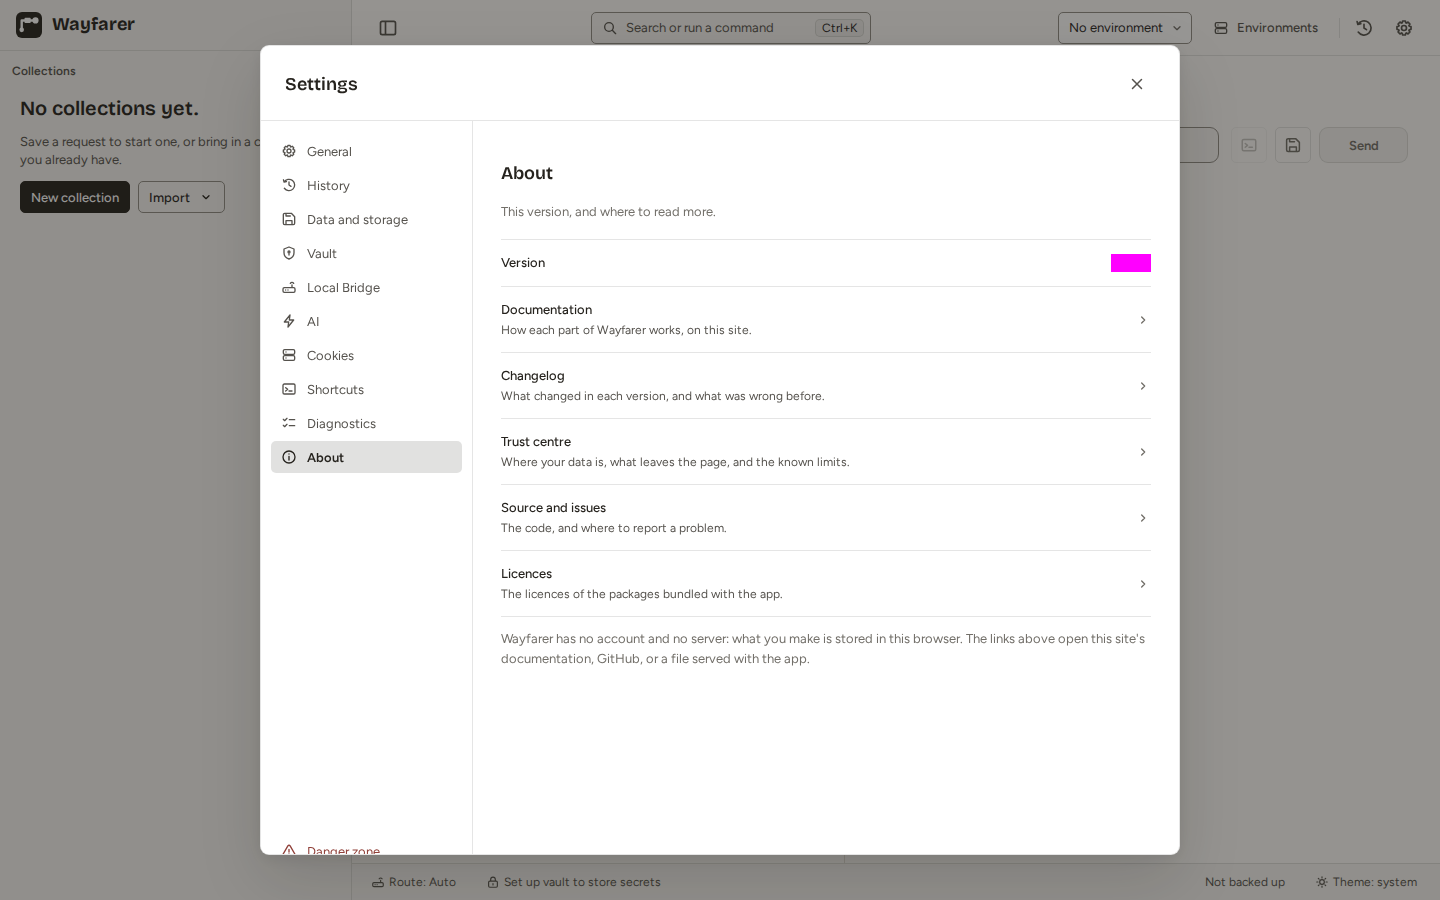 Wayfarer
Search or run a command
Ctrl+K
No environment
Environments
Collections
No collections yet.
Save a request to start one, or bring in a c
you already have.
New collection
Import
Send
Settings
General
History
Data and storage
Vault
Local Bridge
AI
Cookies
Shortcuts
Diagnostics
About
Danger zone
About
This version, and where to read more.
Version
Documentation
How each part of Wayfarer works, on this site.
Changelog
What changed in each version, and what was wrong before.
Trust centre
Where your data is, what leaves the page, and the known limits.
Source and issues
The code, and where to report a problem.
Licences
The licences of the packages bundled with the app.
Wayfarer has no account and no server: what you make is stored in this browser. The links above open this site's
documentation, GitHub, or a file served with the app.
Route: Auto
Set up vault to store secrets
Not backed up
Theme: system